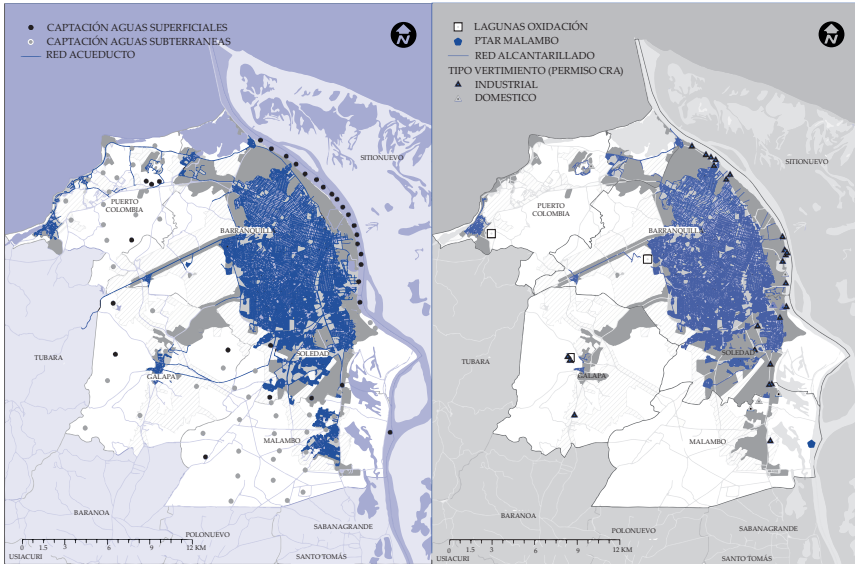 CAPTACIÓN AGUAS SUPERFICIALES
CAPTACIÓN AGUAS SUBTERRANEAS
RED ACUEDUCTO
N
SITIONUEVO
PUERTO
COLOMBIA
BARRANQUILL
TUBARA
SOLEDAD
GALAPA
MALAMBO
BARANOA
SABANAGRANDE
POLONUEVO
0 1.5 3 6 9 12 KM
USIACURI
SANTO TOMÁS
LAGUNAS OXIDACIÓN
PTAR MALAMBO
RED ALCANTARILLADO
TIPO VERTIMIENTO (PERMISO CRA)
INDUSTRIAL
DOMESTICO
N
SITIONUEVO
PUERTO
COLOMBIA
BARRANQUILL
TUBARA
SOLEDAD
GALAPA
MALAMBO
BARANOA
SABANAGRANDE
POLONUEVO
0 1.5 3 6 9 12 KM
USIACURI
SANTO TOMÁS